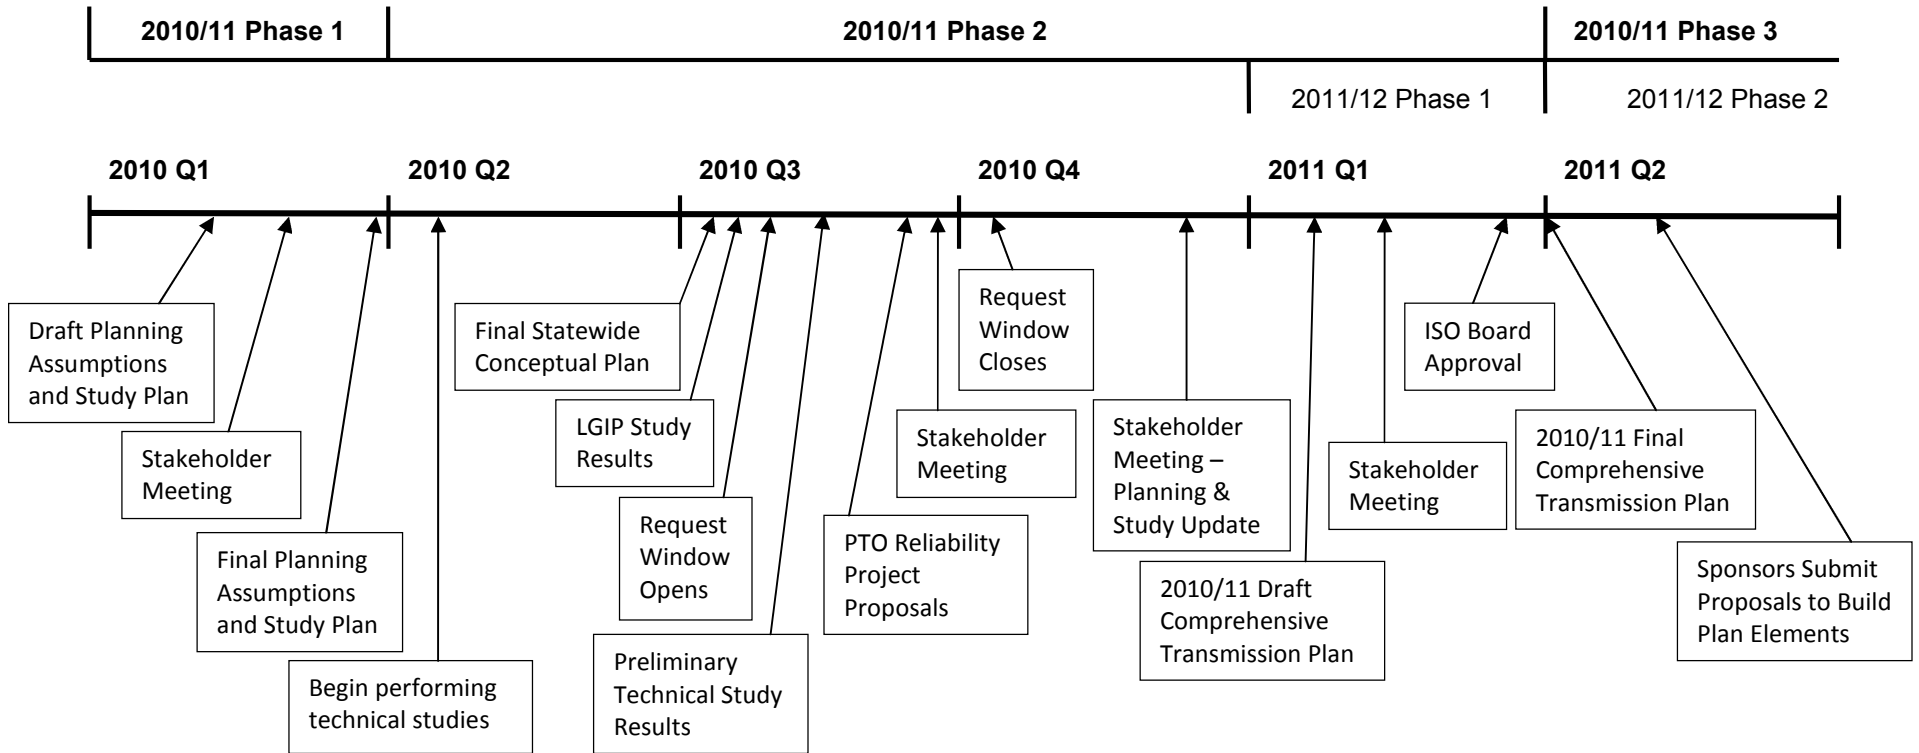 2010/11 Phase 1
2010/11 Phase 2
2010/11 Phase 3
2011/12 Phase 1
2011/12 Phase 2
2010 Q1
2010 Q2
2010 Q3
2010 Q4
2011 Q1
2011 Q2
Draft Planning
Assumptions
and Study Plan
Stakeholder
Meeting
Final Planning
Assumptions
and Study Plan
Begin performing
technical studies
Final Statewide
Conceptual Plan
LGIP Study
Results
Request
Window
Opens
Preliminary
Technical Study
Results
PTO Reliability
Project
Proposals
Stakeholder
Meeting
Request
Window
Closes
Stakeholder
Meeting –
Planning &
Study Update
2010/11 Draft
Comprehensive
Transmission Plan
Stakeholder
Meeting
ISO Board
Approval
2010/11 Final
Comprehensive
Transmission Plan
Sponsors Submit
Proposals to Build
Plan Elements